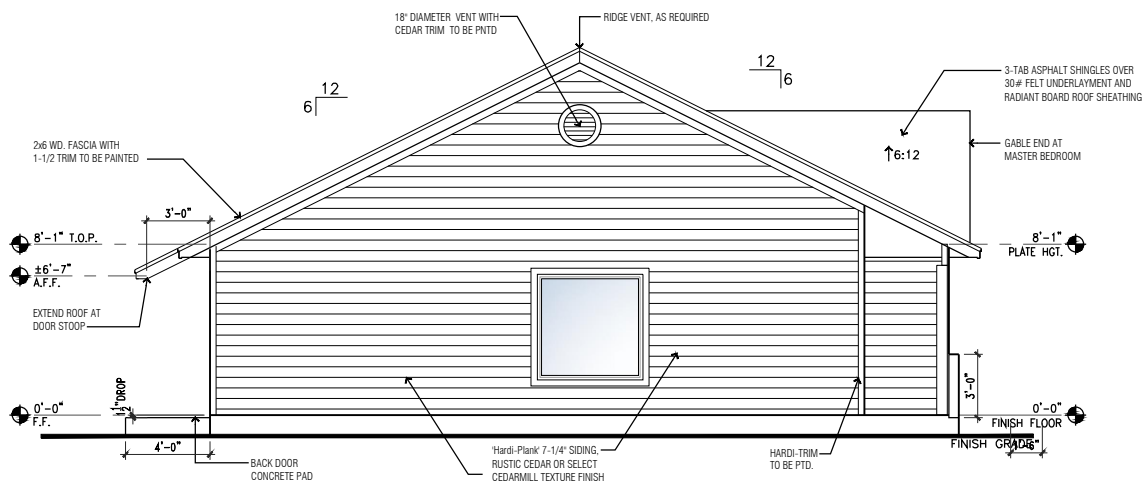 18" DIAMETER VENT WITH
CEDAR TRIM TO BE PNTD
RIDGE VENT, AS REQUIRED
12
6
12
6
3-TAB ASPHALT SHINGLES OVER
30# FELT UNDERLAYMENT AND
RADIANT BOARD ROOF SHEATHING
2x6 WD. FASCIA WITH
1-1/2 TRIM TO BE PAINTED
6:12
GABLE END AT
MASTER BEDROOM
3'-0"
8'-1" T.O.P.
8'-1"
PLATE HGT.
±6'-7"
A.F.F.
EXTEND ROOF AT
DOOR STOOP
1 1/2" DROP
3'-0"
0'-0"
F.F.
0'-0"
FINISH FLOOR
FINISH GRADE
4'-0"
BACK DOOR
CONCRETE PAD
'Hardi-Plank' 7-1/4" SIDING,
RUSTIC CEDAR OR SELECT
CEDARMILL TEXTURE FINISH
HARDI-TRIM
TO BE PTD.